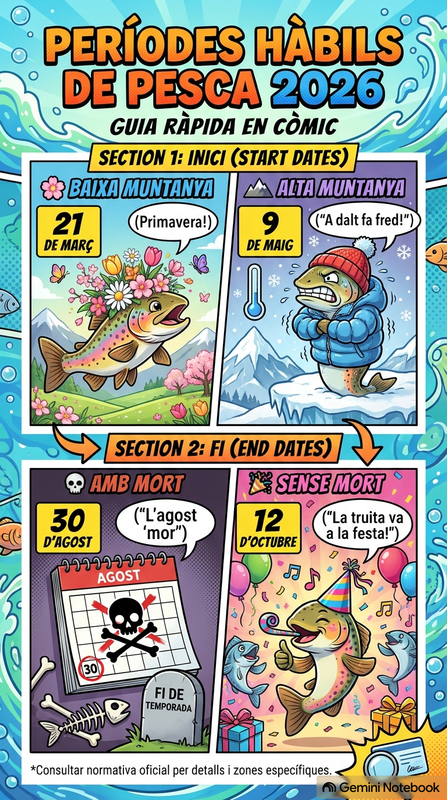 PERÍODES HÀBILS
DE PESCA 2026
GUIA RÀPIDA EN CÒMIC
SECTION 1: INICI (START DATES)
BAIXA MUNTANYA
21
DE MARÇ
(Primavera!)
ALTA MUNTANYA
9
DE MAIG
(“A dalt fa fred!”)
SECTION 2: FI (END DATES)
AMB MORT
30
D'AGOST
(“L'agost
'mor”)
AGOST
30
FI DE
TEMPORADA
SENSE MORT
12
D'OCTUBRE
(“La truita va
a la festa!”)
*Consultar normativa oficial per detalls i zones específiques.
Gemini Notebook